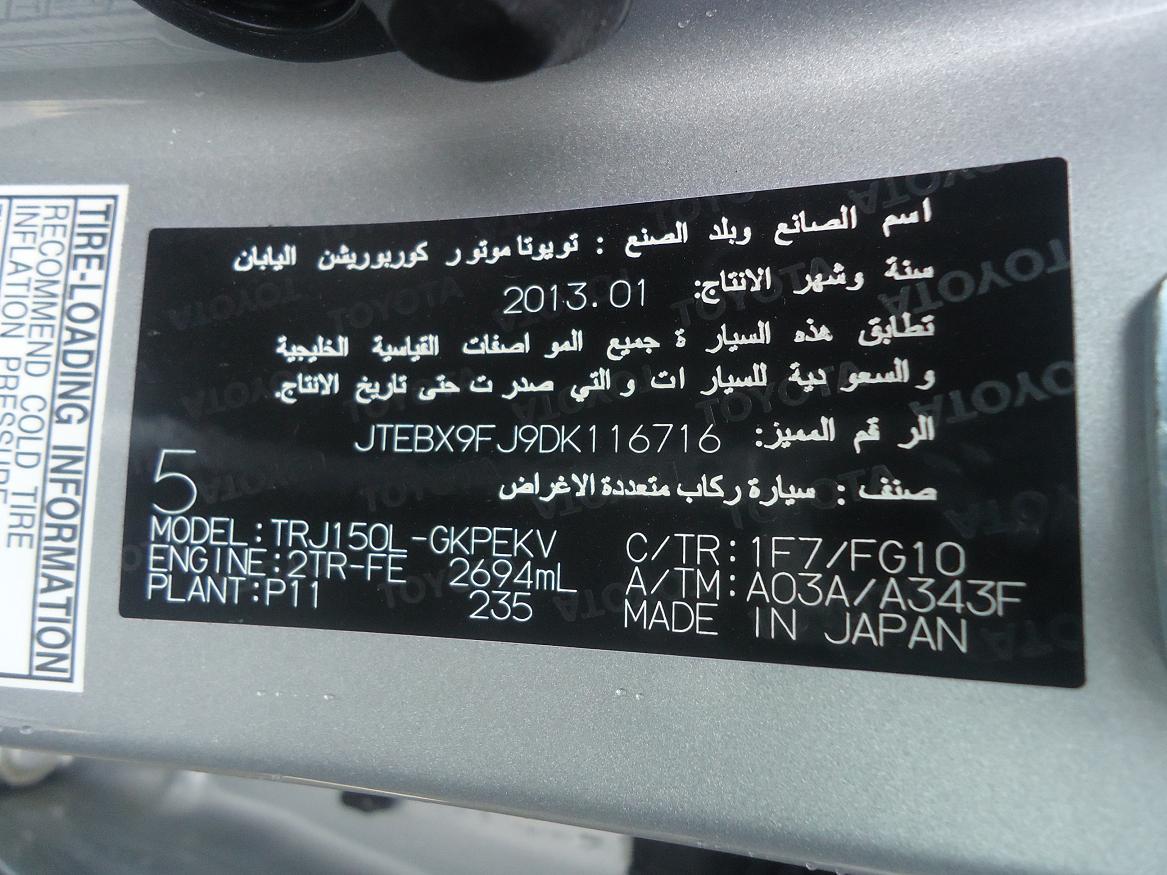 اسم الصانع وبلد الصنع : تويوتا موتور كوربوريشن اليابان
سنة وشهر الانتاج: 2013.01
تطابق هذه السيارة جميع المواصفات القياسية الخليجية
والسعودية للسيارات والتي صدرت حتى تاريخ الانتاج.
الرقم المميز: JTEBX9FJ9DK116716
صنف : سيارة ركاب متعددة الاغراض
5
MODEL:TRJ150L-GKPEKV C/TR:1F7/FG10
ENGINE:2TR-FE 2694mL A/TM:A03A/A343F
PLANT:P11 235 MADE IN JAPAN
TIRE-LOADING INFORMATION
RECOMMEND COLD TIRE
INFLATION PRESSURE
TOYOTA